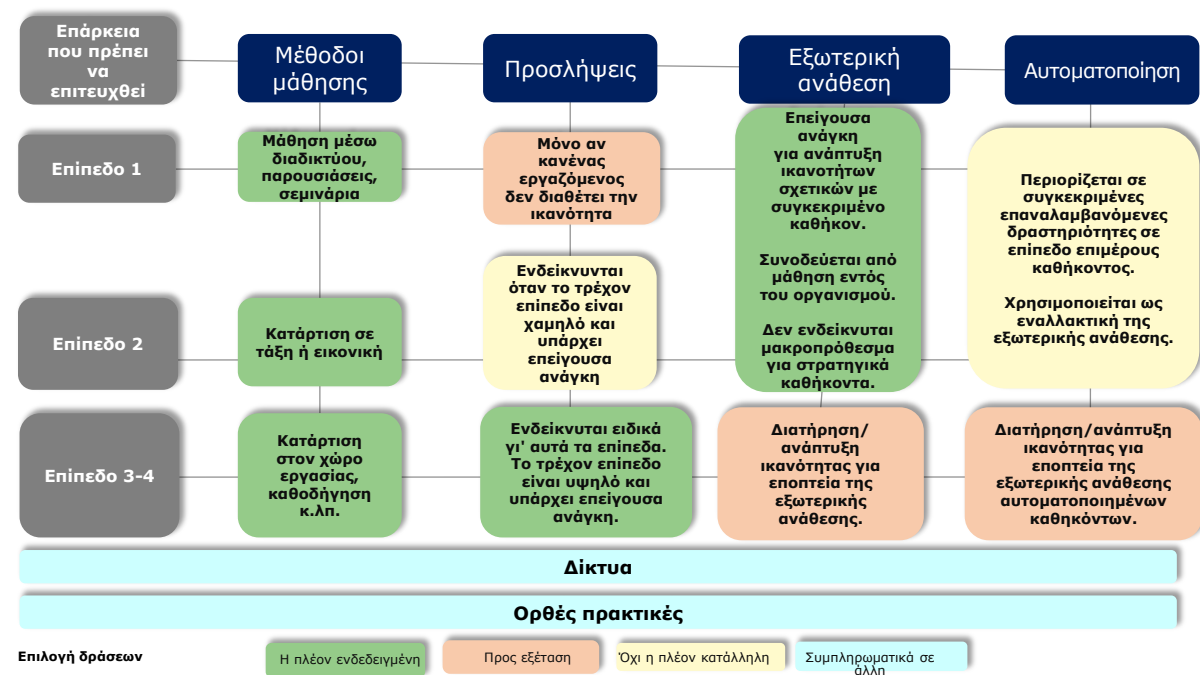 Επάρκεια
που πρέπει
να
επιτευχθεί
Μέθοδοι
μάθησης
Προσλήψεις
Εξωτερική
ανάθεση
Αυτοματοποίηση
Επίπεδο 1
Μάθηση μέσω
διαδικτύου,
παρουσιάσεις,
σεμινάρια
Μόνο αν
κανένας
εργαζόμενος
δεν διαθέτει την
ικανότητα
Επείγουσα
ανάγκη
για ανάπτυξη
ικανοτήτων
σχετικών με
συγκεκριμένο
καθήκον.
Συνοδεύεται από
μάθηση εντός
του οργανισμού.
Δεν ενδείκνυται
μακροπρόθεσμα
για στρατηγικά
καθήκοντα.
Περιορίζεται σε
συγκεκριμένες
επαναλαμβανόμενες
δραστηριότητες σε
επίπεδο επιμέρους
καθήκοντος.
Χρησιμοποιείται ως
εναλλακτική της
εξωτερικής ανάθεσης.
Επίπεδο 2
Κατάρτιση σε
τάξη ή εικονική
Ενδείκνυνται
όταν το τρέχον
επίπεδο είναι
χαμηλό και
υπάρχει
επείγουσα
ανάγκη
Επίπεδο 3-4
Κατάρτιση
στον χώρο
εργασίας,
καθοδήγηση
κ.λπ.
Ενδείκνυται ειδικά
γι' αυτά τα επίπεδα.
Το τρέχον επίπεδο
είναι υψηλό και
υπάρχει επείγουσα
ανάγκη.
Διατήρηση/
ανάπτυξη
ικανότητας για
εποπτεία της
εξωτερικής
ανάθεσης.
Διατήρηση/ανάπτυξη
ικανότητας για
εποπτεία της
εξωτερικής ανάθεσης
αυτοματοποιημένων
καθηκόντων.
Δίκτυα
Ορθές πρακτικές
Επιλογή δράσεων
Η πλέον ενδεδειγμένη
Προς εξέταση
Όχι η πλέον κατάλληλη
Συμπληρωματικά σε
άλλη